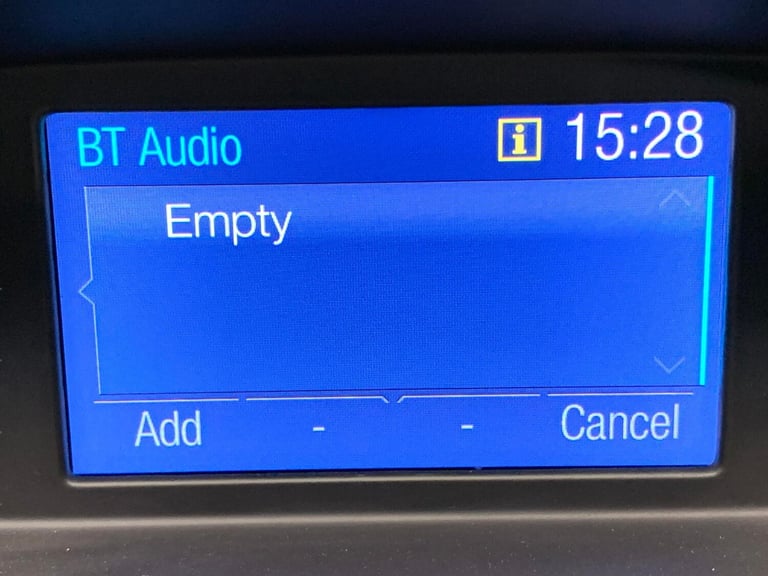 BT Audio i 15:28
Empty
Add - - Cancel